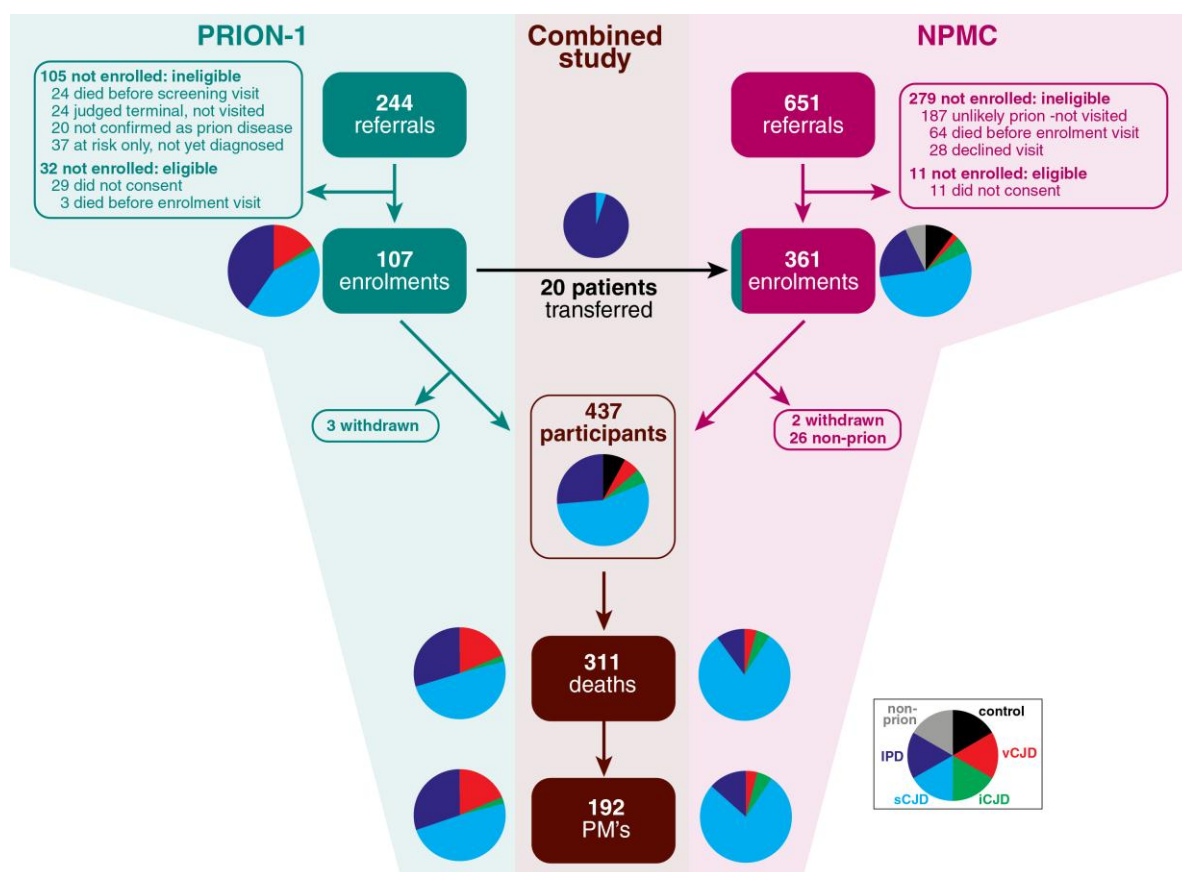 PRION-1
Combined
study
NPMC
105 not enrolled: ineligible
24 died before screening visit
24 judged terminal, not visited
20 not confirmed as prion disease
37 at risk only, not yet diagnosed
32 not enrolled: eligible
29 did not consent
3 died before enrolment visit
244
referrals
651
referrals
279 not enrolled: ineligible
187 unlikely prion -not visited
64 died before enrolment visit
28 declined visit
11 not enrolled: eligible
11 did not consent
107
enrolments
20 patients
transferred
361
enrolments
3 withdrawn
437
participants
2 withdrawn
26 non-prion
311
deaths
192
PM's
non-
prion
control
IPD
vCJD
sCJD
iCJD